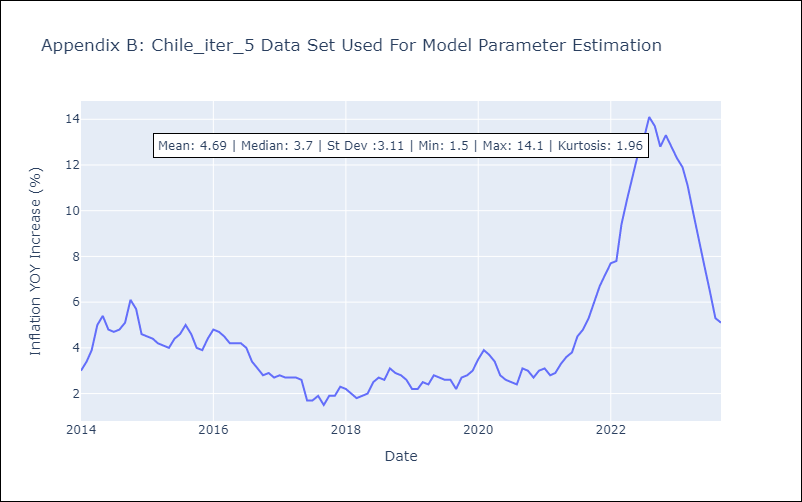 Appendix B: Chile_iter_5 Data Set Used For Model Parameter Estimation
Mean: 4.69 | Median: 3.7 | St Dev :3.11 | Min: 1.5 | Max: 14.1 | Kurtosis: 1.96
Inflation YOY Increase (%)
14
12
10
8
6
4
2
2014 2016 2018 2020 2022
Date